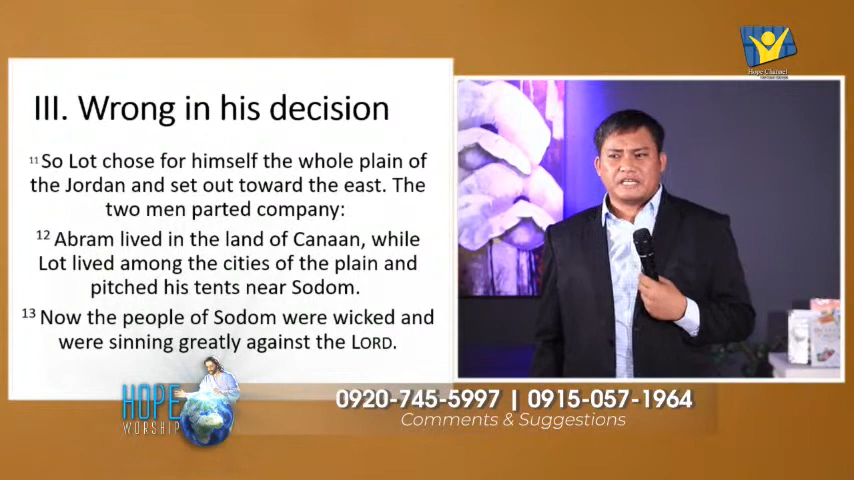 III. Wrong in his decision
11 So Lot chose for himself the whole plain of
the Jordan and set out toward the east. The
two men parted company:
12 Abram lived in the land of Canaan, while
Lot lived among the cities of the plain and
pitched his tents near Sodom.
13 Now the people of Sodom were wicked and
were sinning greatly against the LORD.
Hope Channel
HOPE
WORSHIP
0920-745-5997 | 0915-057-1964
Comments & Suggestions